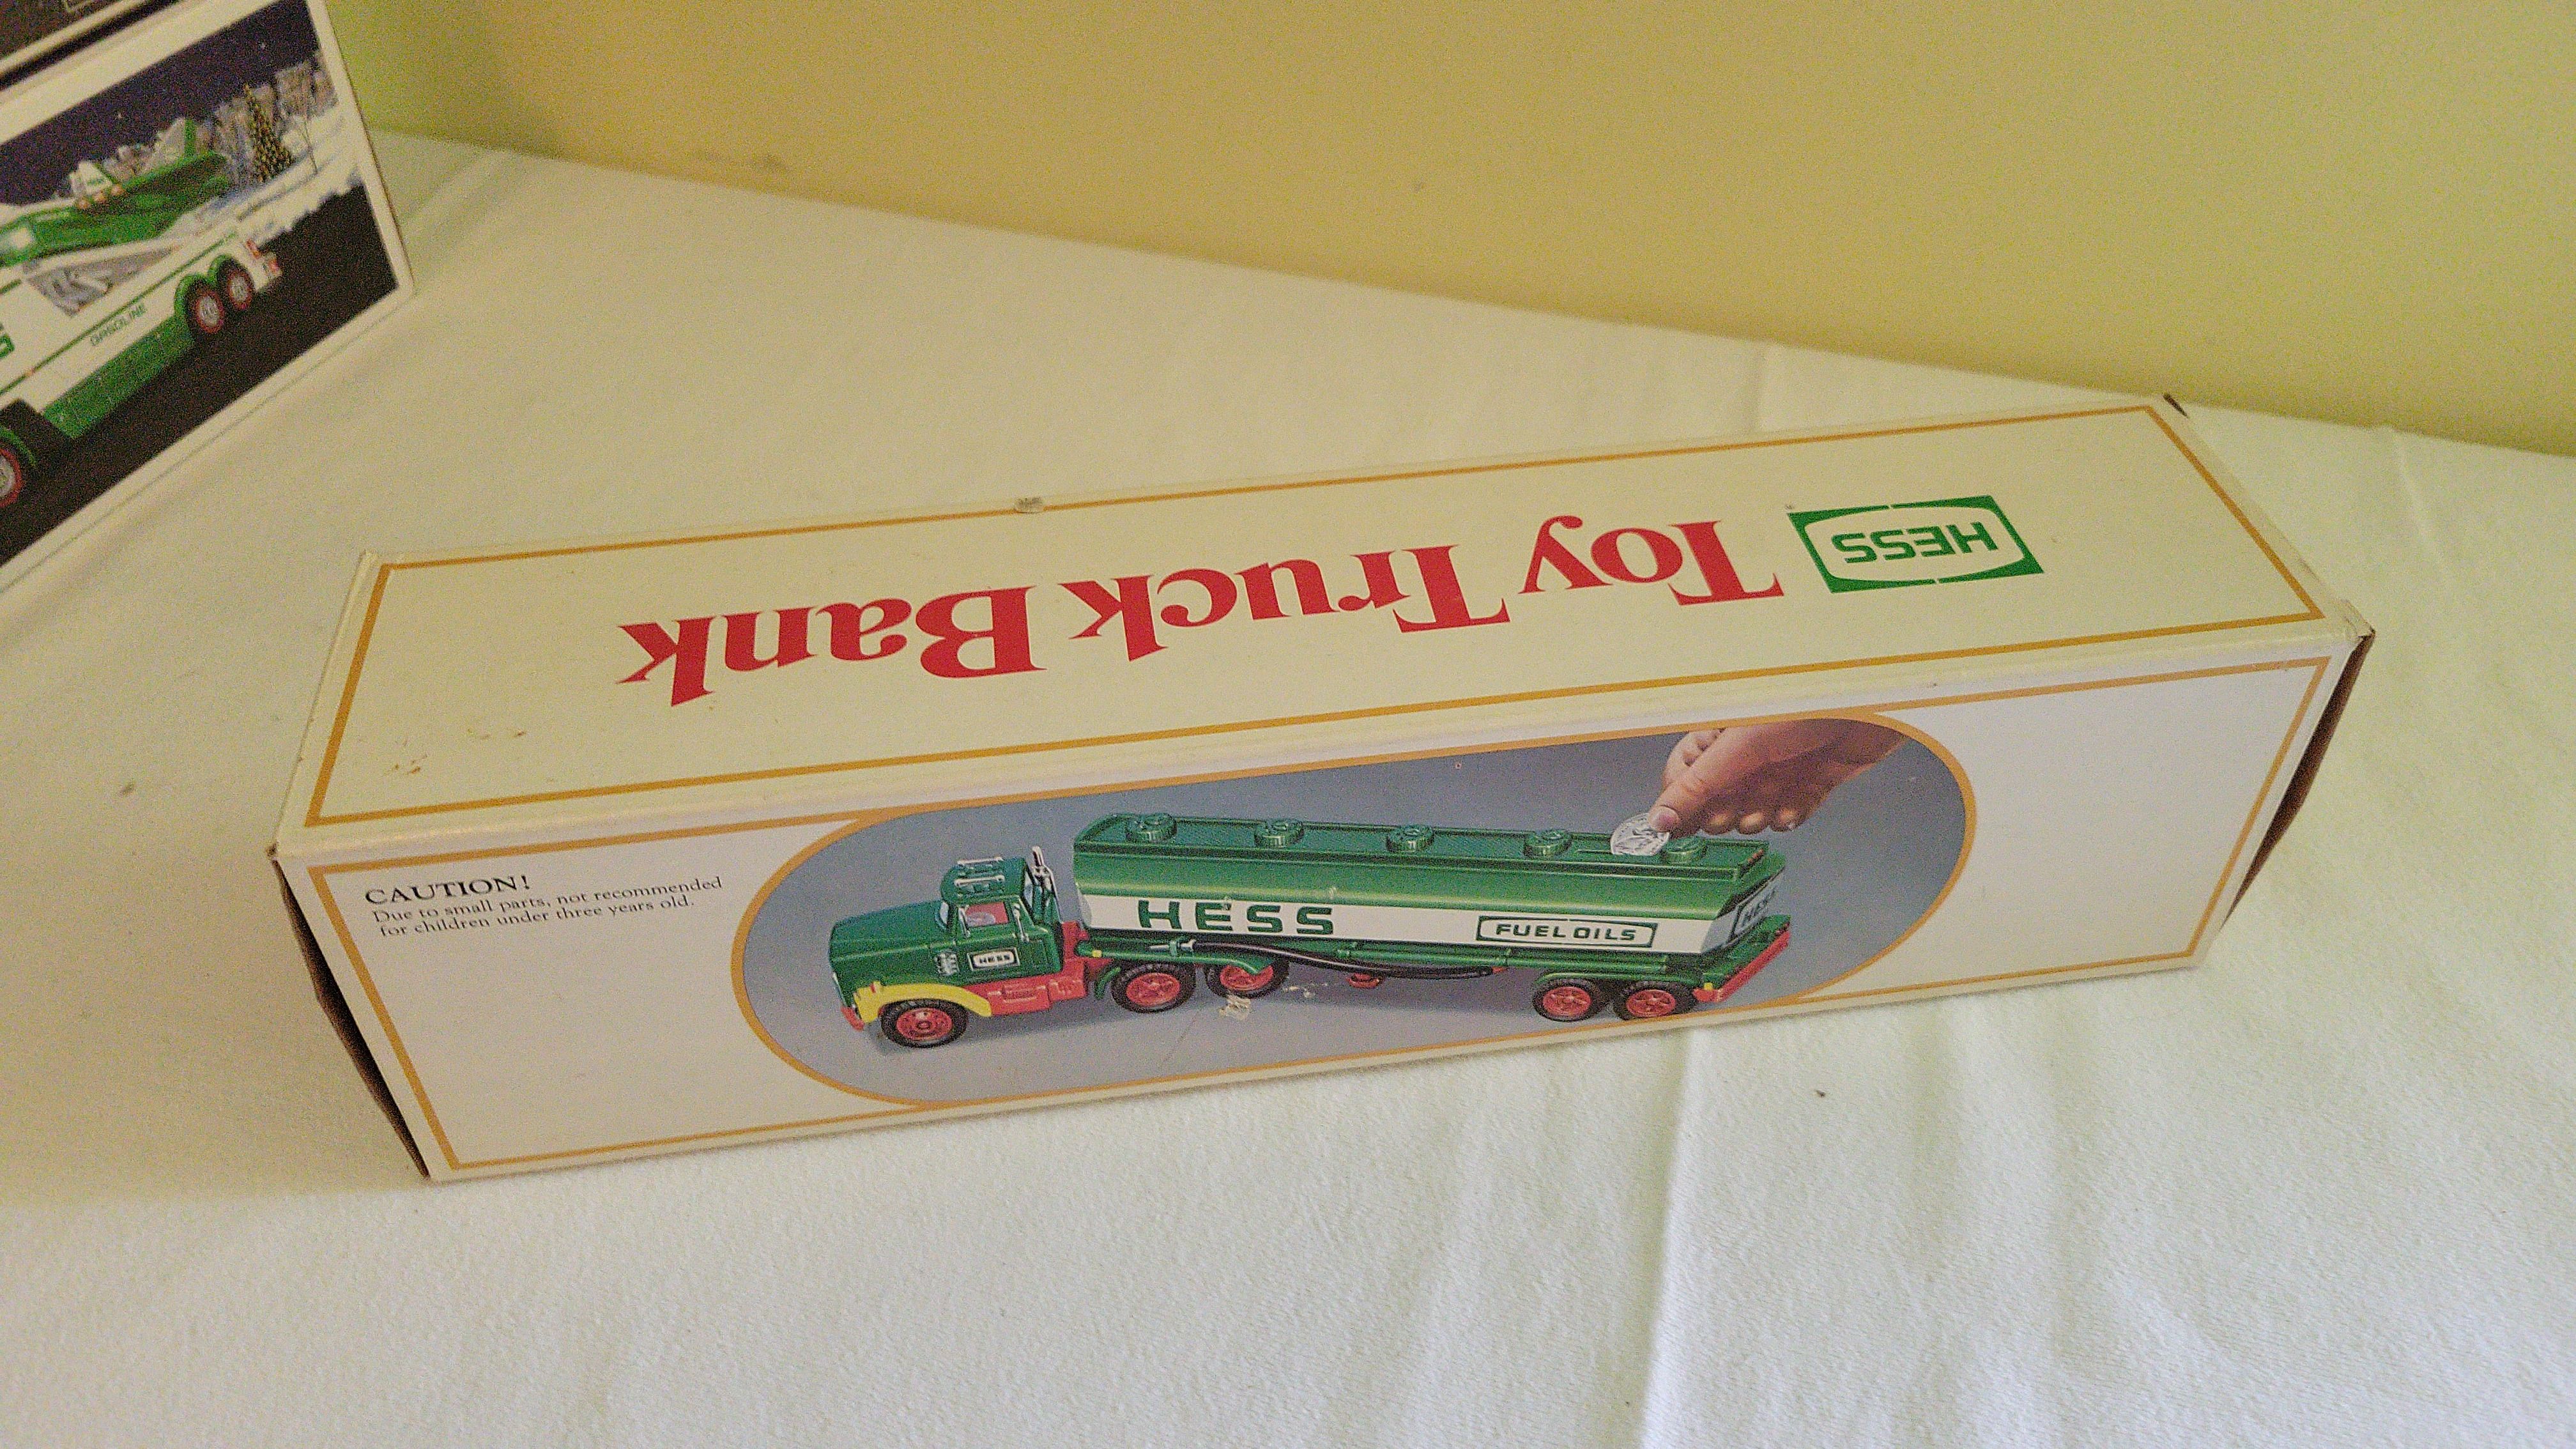 HESS Toy Truck Bank
CAUTION!
Due to small parts, not recommended
for children under three years old.
HESS
FUEL OILS
HESS
HESS
GASOLINE